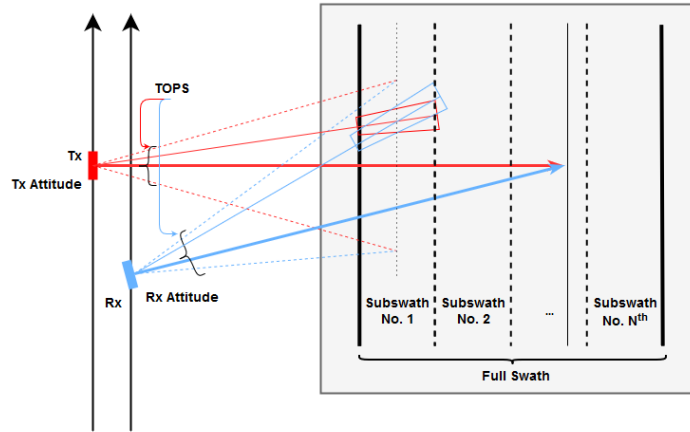 TOPS
Tx
Tx Attitude
Rx
Rx Attitude
Subswath
No. 1
Subswath
No. 2
...
Subswath
No. Nth
Full Swath